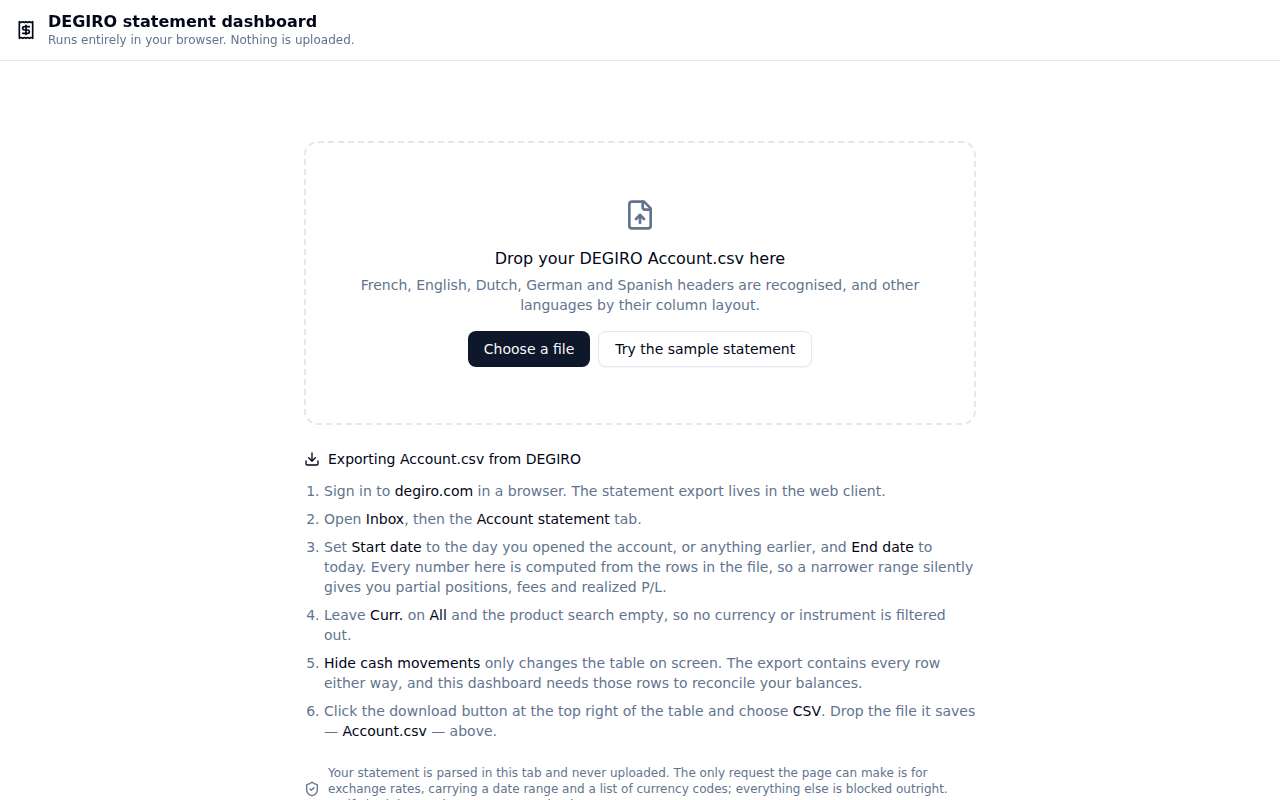 DEGIRO statement dashboard
Runs entirely in your browser. Nothing is uploaded.
Drop your DEGIRO Account.csv here
French, English, Dutch, German and Spanish headers are recognised, and other
languages by their column layout.
Choose a file
Try the sample statement
Exporting Account.csv from DEGIRO
1. Sign in to degiro.com in a browser. The statement export lives in the web client.
2. Open Inbox, then the Account statement tab.
3. Set Start date to the day you opened the account, or anything earlier, and End date to
today. Every number here is computed from the rows in the file, so a narrower range silently
gives you partial positions, fees and realized P/L.
4. Leave Curr. on All and the product search empty, so no currency or instrument is filtered
out.
5. Hide cash movements only changes the table on screen. The export contains every row
either way, and this dashboard needs those rows to reconcile your balances.
6. Click the download button at the top right of the table and choose CSV. Drop the file it saves
— Account.csv — above.
Your statement is parsed in this tab and never uploaded. The only request the page can make is for
exchange rates, carrying a date range and a list of currency codes; everything else is blocked outright.